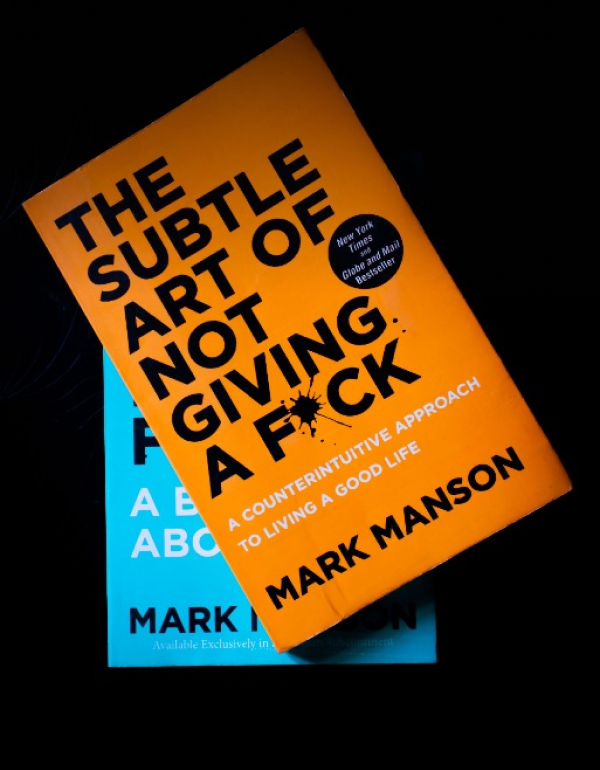 THE
SUBTLE
ART OF
NOT
GIVING
A F*CK
New York
Times
and
Globe and Mail
Bestseller
A COUNTERINTUITIVE APPROACH
TO LIVING A GOOD LIFE
MARK MANSON
F
A B
ABO
MARK M SON
Available Exclusively in